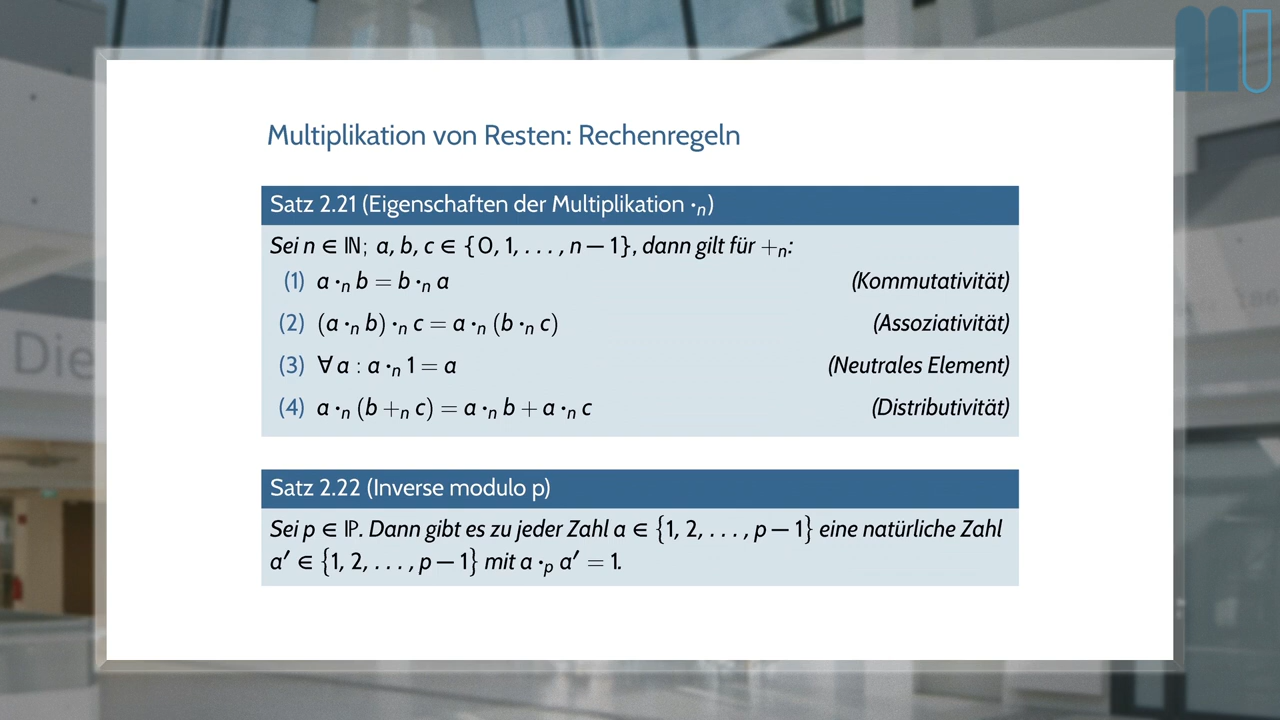 Multiplikation von Resten: Rechenregeln
Satz 2.21 (Eigenschaften der Multiplikation ·ₙ)
Sei n ∈ ℕ; a, b, c ∈ {0, 1, . . . , n − 1}, dann gilt für +ₙ:
(1) a ·ₙ b = b ·ₙ a (Kommutativität)
(2) (a ·ₙ b) ·ₙ c = a ·ₙ (b ·ₙ c) (Assoziativität)
(3) ∀ a : a ·ₙ 1 = a (Neutrales Element)
(4) a ·ₙ (b +ₙ c) = a ·ₙ b + a ·ₙ c (Distributivität)
Satz 2.22 (Inverse modulo p)
Sei p ∈ ℙ. Dann gibt es zu jeder Zahl a ∈ {1, 2, . . . , p − 1} eine natürliche Zahl
a′ ∈ {1, 2, . . . , p − 1} mit a ·ₚ a′ = 1.
Die